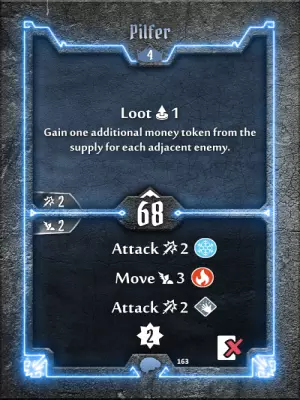 Pilfer
4
Loot 1
Gain one additional money token from the
supply for each adjacent enemy.
2
68
2
Attack 2
Move 3
Attack 2
2
163